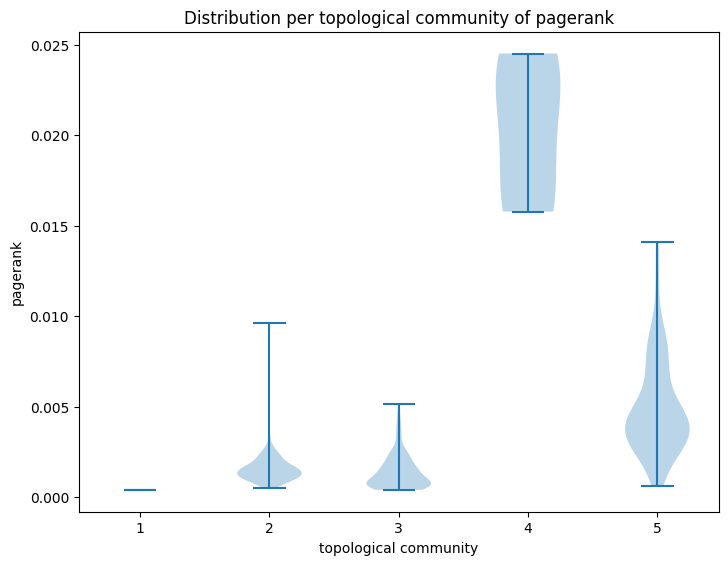 Distribution per topological community of pagerank
0.025
0.020
0.015
0.010
0.005
0.000
pagerank
1 2 3 4 5
topological community